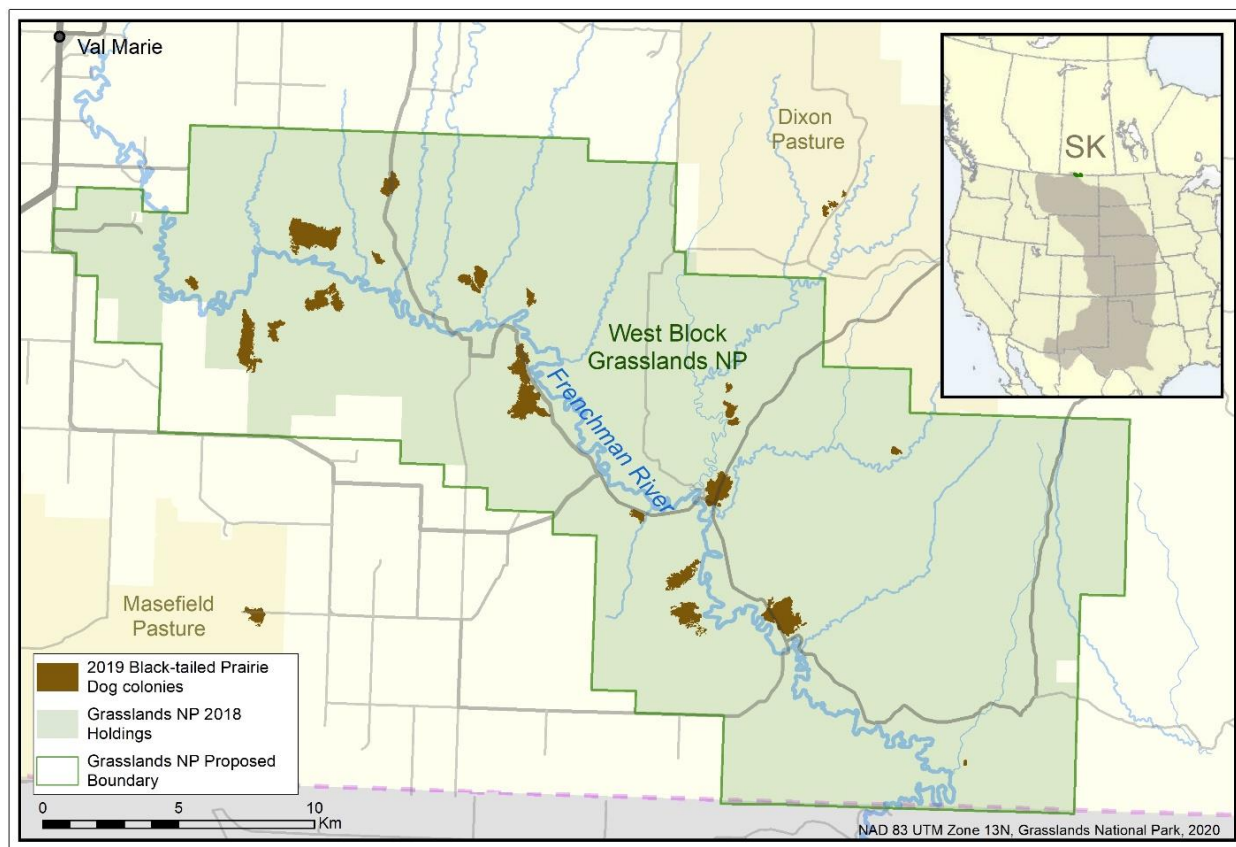 Val Marie
Dixon
Pasture
SK
West Block
Grasslands NP
Frenchman River
Masefield
Pasture
2019 Black-tailed Prairie
Dog colonies
Grasslands NP 2018
Holdings
Grasslands NP Proposed
Boundary
0 5 10
Km
NAD 83 UTM Zone 13N, Grasslands National Park, 2020